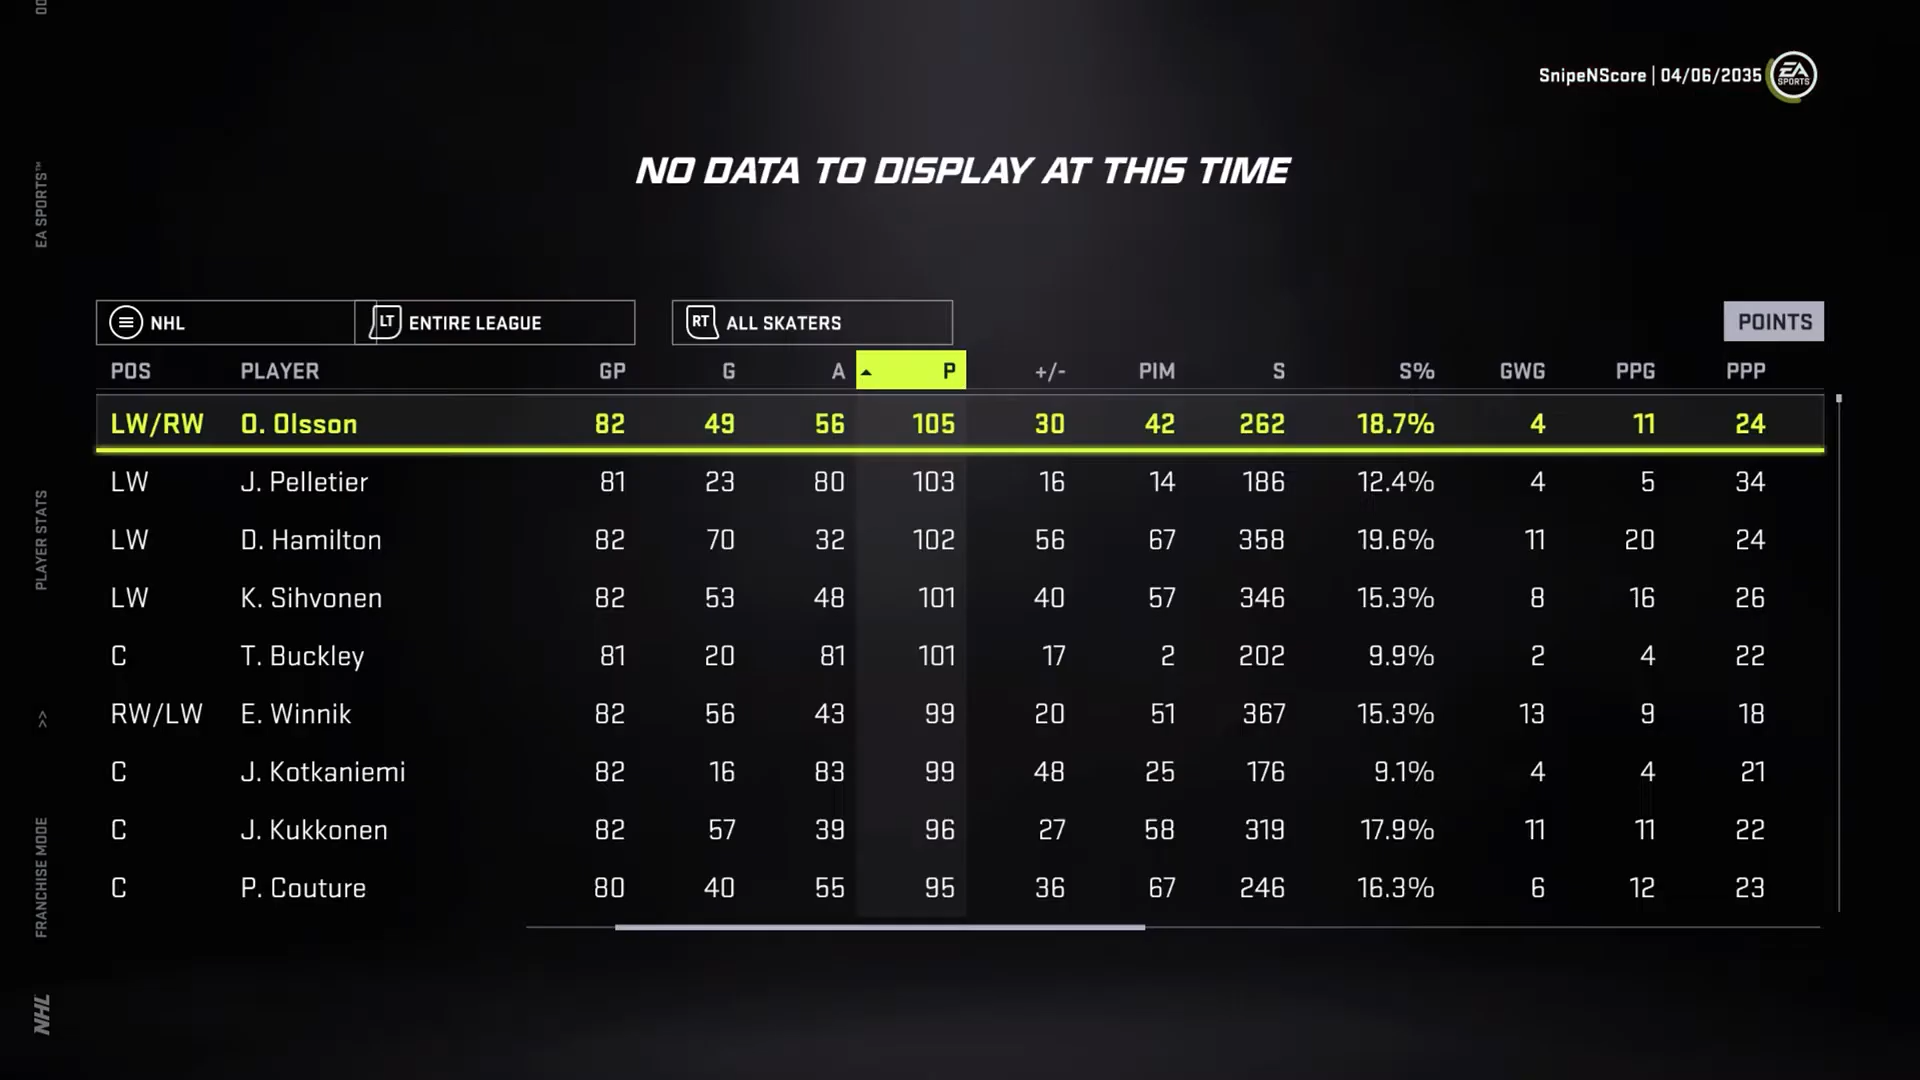 SnipeNScore | 04/06/2035
EA SPORTS
NO DATA TO DISPLAY AT THIS TIME
NHL LT ENTIRE LEAGUE RT ALL SKATERS POINTS
POS PLAYER GP G A P +/- PIM S S% GWG PPG PPP
LW/RW O. Olsson 82 49 56 105 30 42 262 18.7% 4 11 24
LW J. Pelletier 81 23 80 103 16 14 186 12.4% 4 5 34
LW D. Hamilton 82 70 32 102 56 67 358 19.6% 11 20 24
LW K. Sihvonen 82 53 48 101 40 57 346 15.3% 8 16 26
C T. Buckley 81 20 81 101 17 2 202 9.9% 2 4 22
RW/LW E. Winnik 82 56 43 99 20 51 367 15.3% 13 9 18
C J. Kotkaniemi 82 16 83 99 48 25 176 9.1% 4 4 21
C J. Kukkonen 82 57 39 96 27 58 319 17.9% 11 11 22
C P. Couture 80 40 55 95 36 67 246 16.3% 6 12 23
NHL FRANCHISE MODE >> PLAYER STATS EA SPORTS™